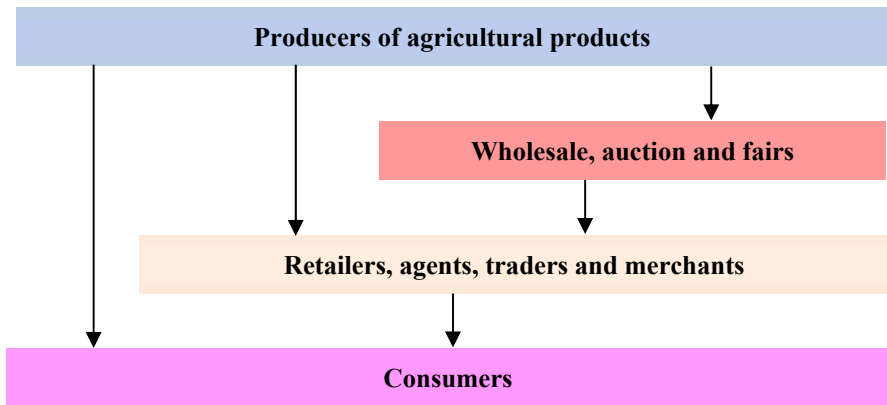 Producers of agricultural products
Wholesale, auction and fairs
Retailers, agents, traders and merchants
Consumers